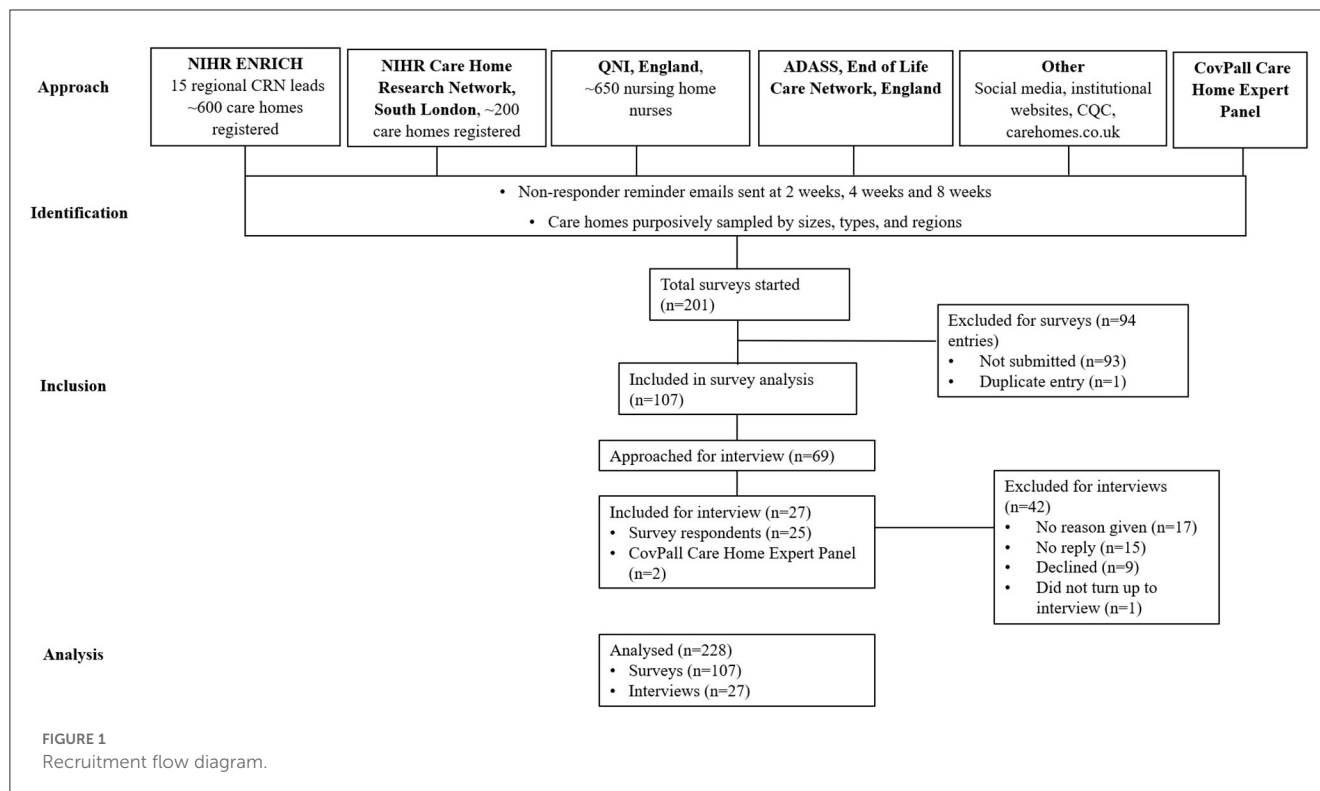 Approach
NIHR ENRICH
15 regional CRN leads
~600 care homes
registered
NIHR Care Home
Research Network,
South London, ~200
care homes registered
QNI, England,
~650 nursing home
nurses
ADASS, End of Life
Care Network, England
Other
Social media, institutional
websites, CQC,
carehomes.co.uk
CovPall Care
Home Expert
Panel
Identification
• Non-responder reminder emails sent at 2 weeks, 4 weeks and 8 weeks
• Care homes purposively sampled by sizes, types, and regions
Total surveys started
(n=201)
Excluded for surveys (n=94
entries)
• Not submitted (n=93)
• Duplicate entry (n=1)
Inclusion
Included in survey analysis
(n=107)
Approached for interview (n=69)
Included for interview (n=27)
• Survey respondents (n=25)
• CovPall Care Home Expert Panel
(n=2)
Excluded for interviews
(n=42)
• No reason given (n=17)
• No reply (n=15)
• Declined (n=9)
• Did not turn up to
interview (n=1)
Analysis
Analysed (n=228)
• Surveys (n=107)
• Interviews (n=27)
FIGURE 1
Recruitment flow diagram.